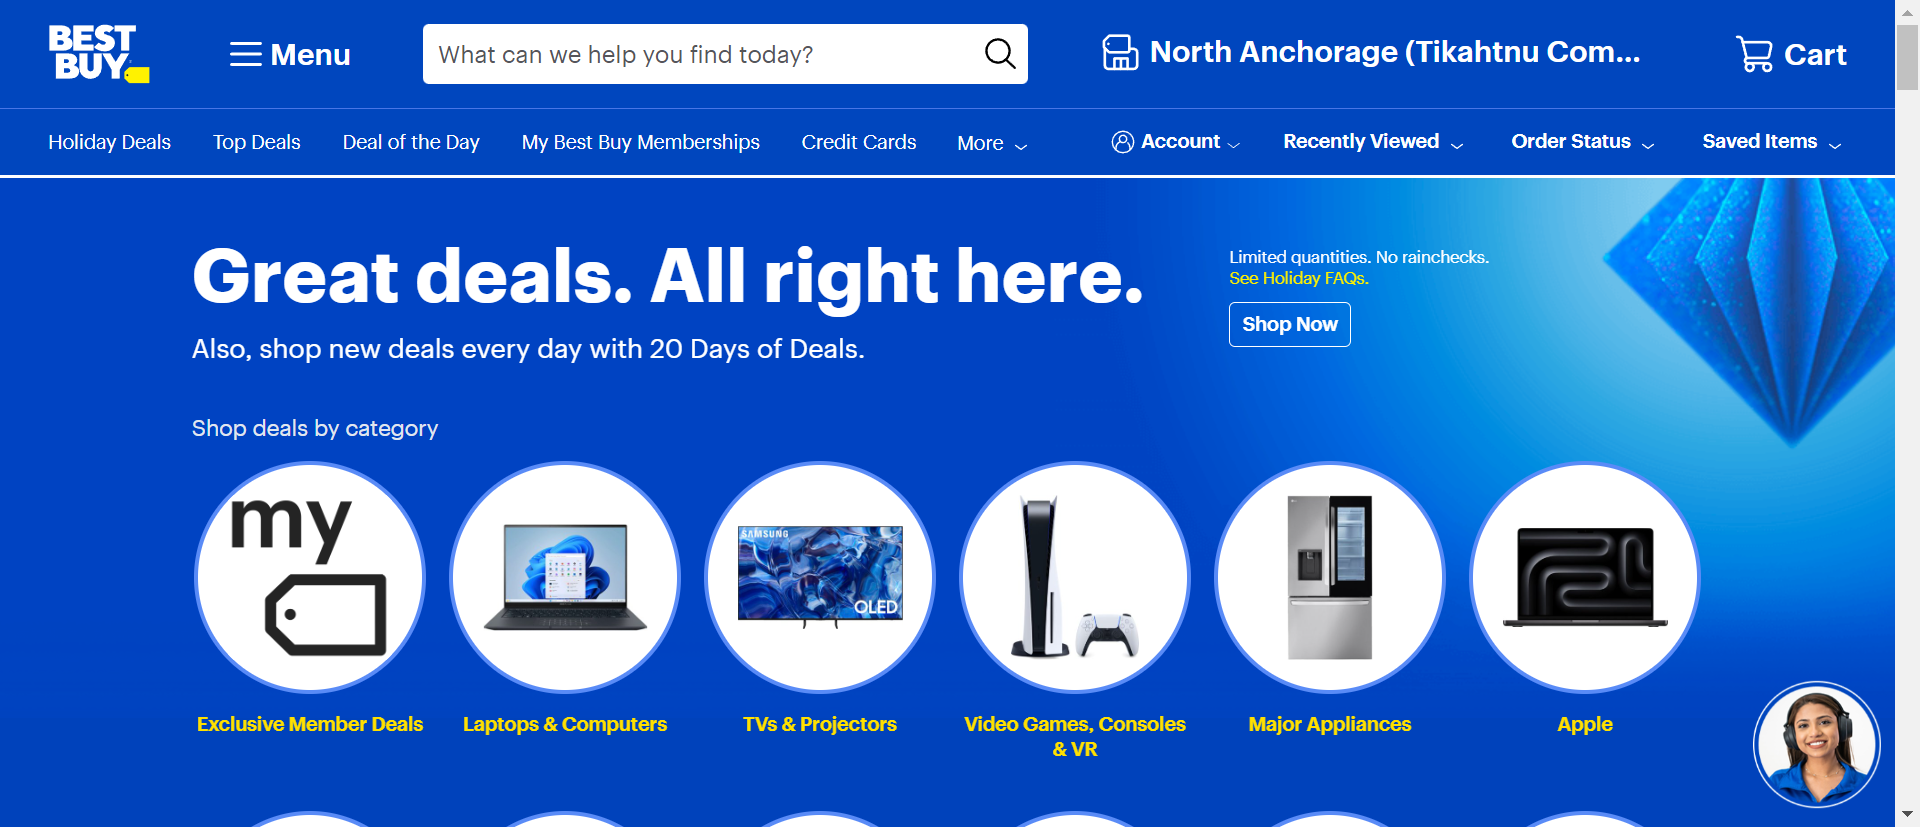 BEST
BUY
Menu
What can we help you find today?
North Anchorage (Tikahtnu Com...
Cart
Holiday Deals
Top Deals
Deal of the Day
My Best Buy Memberships
Credit Cards
More
Account
Recently Viewed
Order Status
Saved Items
Great deals. All right here.
Also, shop new deals every day with 20 Days of Deals.
Limited quantities. No rainchecks.
See Holiday FAQs.
Shop Now
Shop deals by category
my
SAMSUNG
OLED
Exclusive Member Deals
Laptops & Computers
TVs & Projectors
Video Games, Consoles
& VR
Major Appliances
Apple